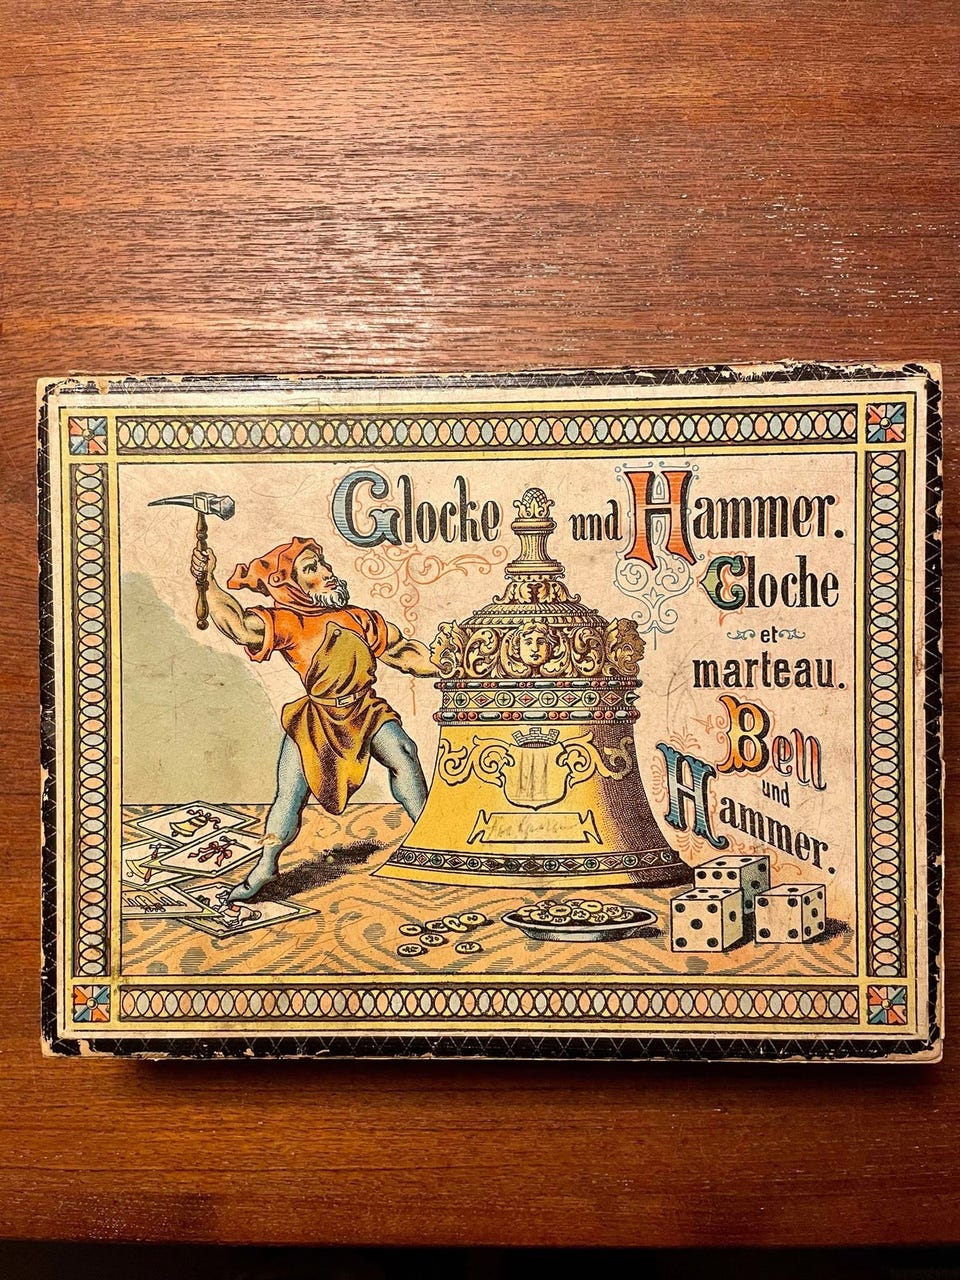 Glocke und Hammer.
Cloche
et
marteau.
Bell
und
Hammer.